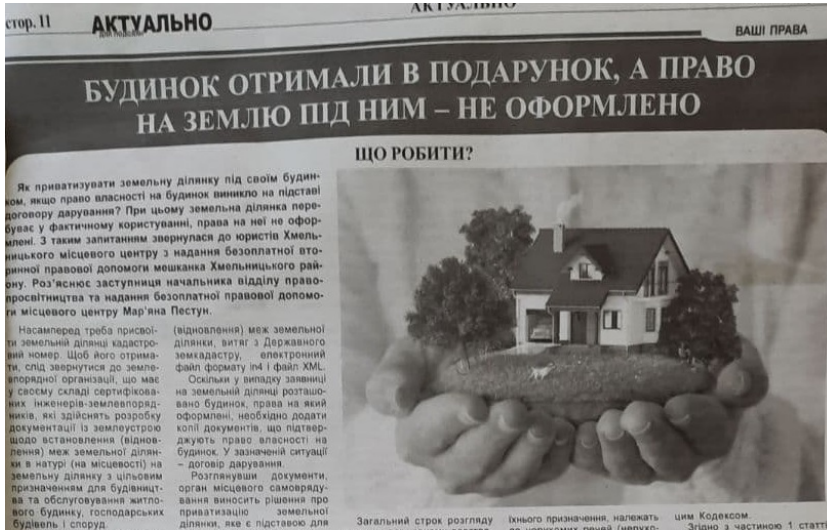 стор. 11
АКТУАЛЬНО
АКТУАЛЬНО
ВАШІ ПРАВА
БУДИНОК ОТРИМАЛИ В ПОДАРУНОК, А ПРАВО
НА ЗЕМЛЮ ПІД НИМ – НЕ ОФОРМЛЕНО
ЩО РОБИТИ?
Як приватизувати земельну ділянку під своїм будин-
ком, якщо право власності на будинок виникло на підставі
договору дарування? При цьому земельна ділянка пере-
буває у фактичному користуванні, права на неї не офор-
млені. З таким запитанням звернулася до юристів Хмель-
ницького місцевого центру з надання безоплатної вто-
ринної правової допомоги мешканка Хмельницького рай-
ону. Роз'яснює заступниця начальника відділу право-
просвітництва та надання безоплатної правової допомо-
ги місцевого центру Мар'яна Пестун.
Насамперед треба присвої-
ти земельній ділянці кадастро-
вий номер. Щоб його отрима-
ти, слід звернутися до земле-
впорядної організації, що має
у своєму складі сертифікова-
них інженерів-землевпоряд-
ників, які здійснять розробку
документації із землеустрою
щодо встановлення (віднов-
лення) меж земельної ділян-
ки в натурі (на місцевості) на
земельну ділянку з цільовим
призначенням для будівницт-
ва та обслуговування житло-
вого будинку, господарських
будівель і споруд.
(відновлення) меж земельної
ділянки, витяг з Державного
земкадастру, електронний
файл формату in4 і файл XML.
Оскільки у випадку заявниці
на земельній ділянці розташо-
вано будинок, права на який
оформлені, необхідно додати
копії документів, що підтвер-
джують право власності на
будинок. У зазначеній ситуації
– договір дарування.
Розглянувши документи,
орган місцевого самовряду-
вання виносить рішення про
приватизацію земельної
ділянки, яке є підставою для
Загальний строк розгляду
їхнього призначення, належать
цим Кодексом.
Згідно з частиною 1 стат